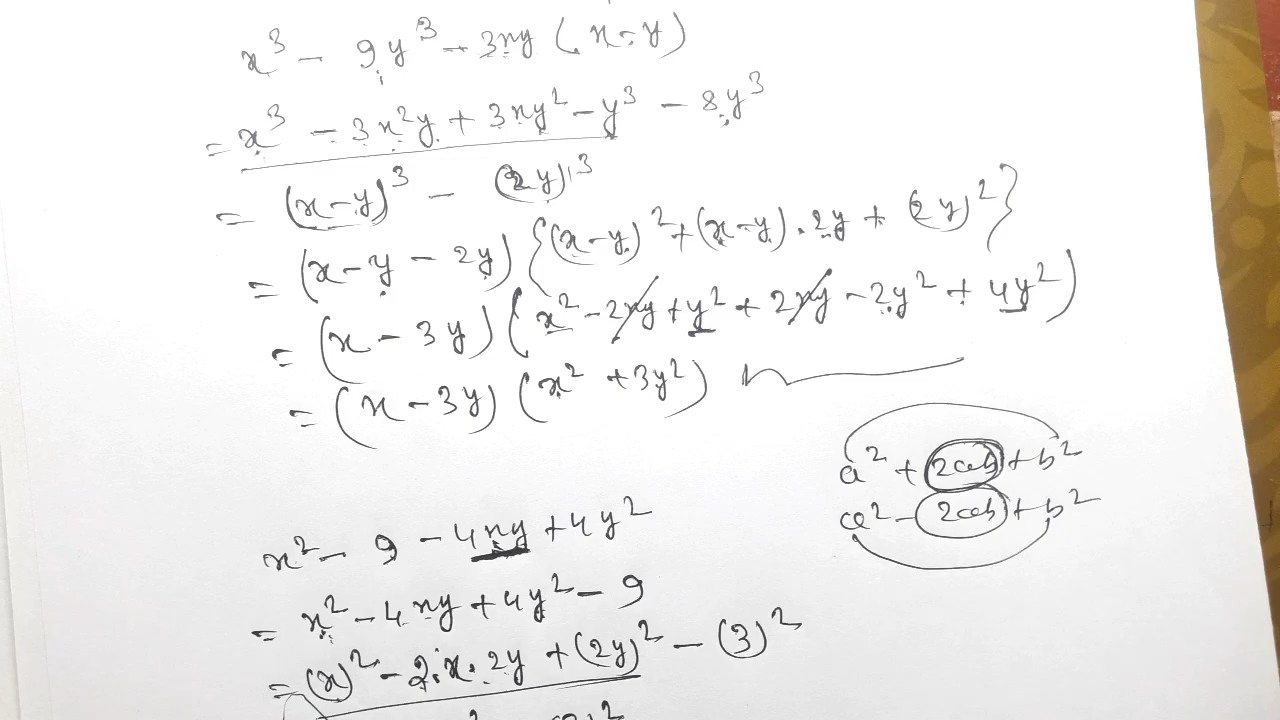 x³ - 9y³ - 3xy (x-y)
= x³ - 3x²y + 3xy² - y³ - 8y³
= (x-y)³ - (2y)³
= (x-y - 2y) {(x-y)² + (x-y).2y + (2y)²}
= (x - 3y) (x² - 2xy + y² + 2xy - 2y² + 4y²)
= (x - 3y) (x² + 3y²)
a² + 2ab + b²
a² - 2ab + b²
x² - 9 - 4xy + 4y²
= x² - 4xy + 4y² - 9
= (x)² - 2.x.2y + (2y)² - (3)²